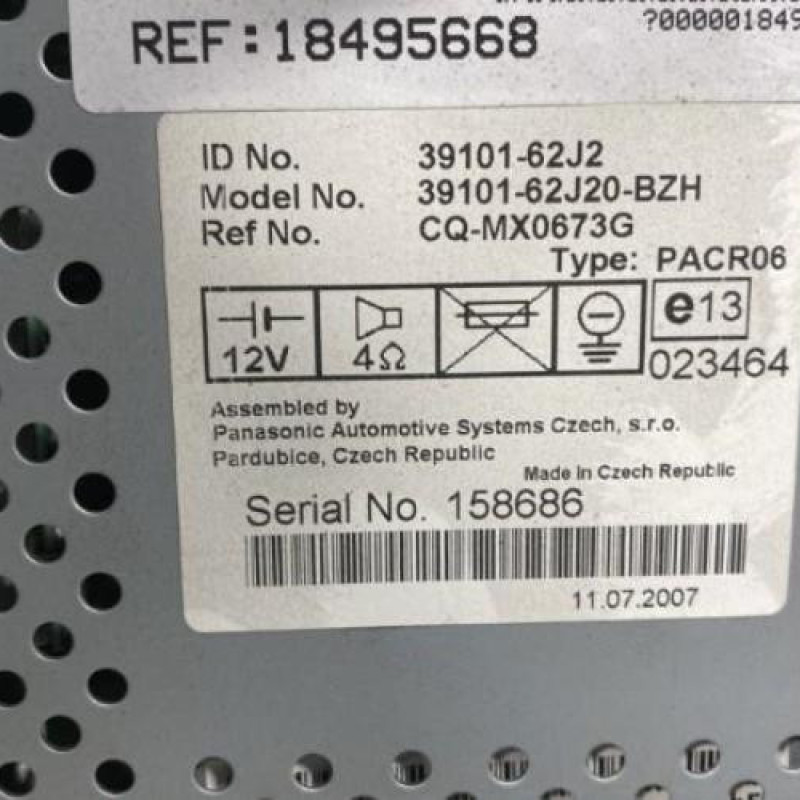 ?000001849
REF:18495668
ID No. 39101-62J2
Model No. 39101-62J20-BZH
Ref No. CQ-MX0673G
Type: PACR06
12V 4Ω e13
023464
Assembled by
Panasonic Automotive Systems Czech, s.r.o.
Pardubice, Czech Republic
Made in Czech Republic
Serial No. 158686
11.07.2007